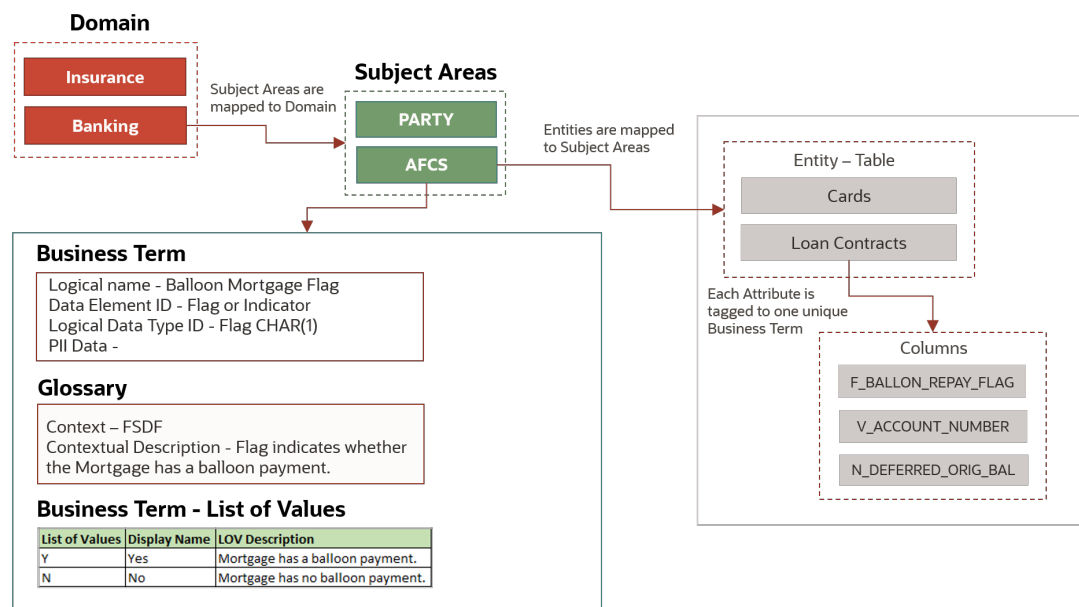 Domain
Insurance
Banking
Subject Areas are
mapped to Domain
Subject Areas
PARTY
AFCS
Entities are mapped
to Subject Areas
Entity – Table
Cards
Loan Contracts
Each Attribute is
tagged to one unique
Business Term
Columns
F_BALLON_REPAY_FLAG
V_ACCOUNT_NUMBER
N_DEFERRED_ORIG_BAL
Business Term
Logical name - Balloon Mortgage Flag
Data Element ID - Flag or Indicator
Logical Data Type ID - Flag CHAR(1)
PII Data -
Glossary
Context – FSDF
Contextual Description - Flag indicates whether
the Mortgage has a balloon payment.
Business Term - List of Values
List of Values Display Name LOV Description
Y Yes Mortgage has a balloon payment.
N No Mortgage has no balloon payment.